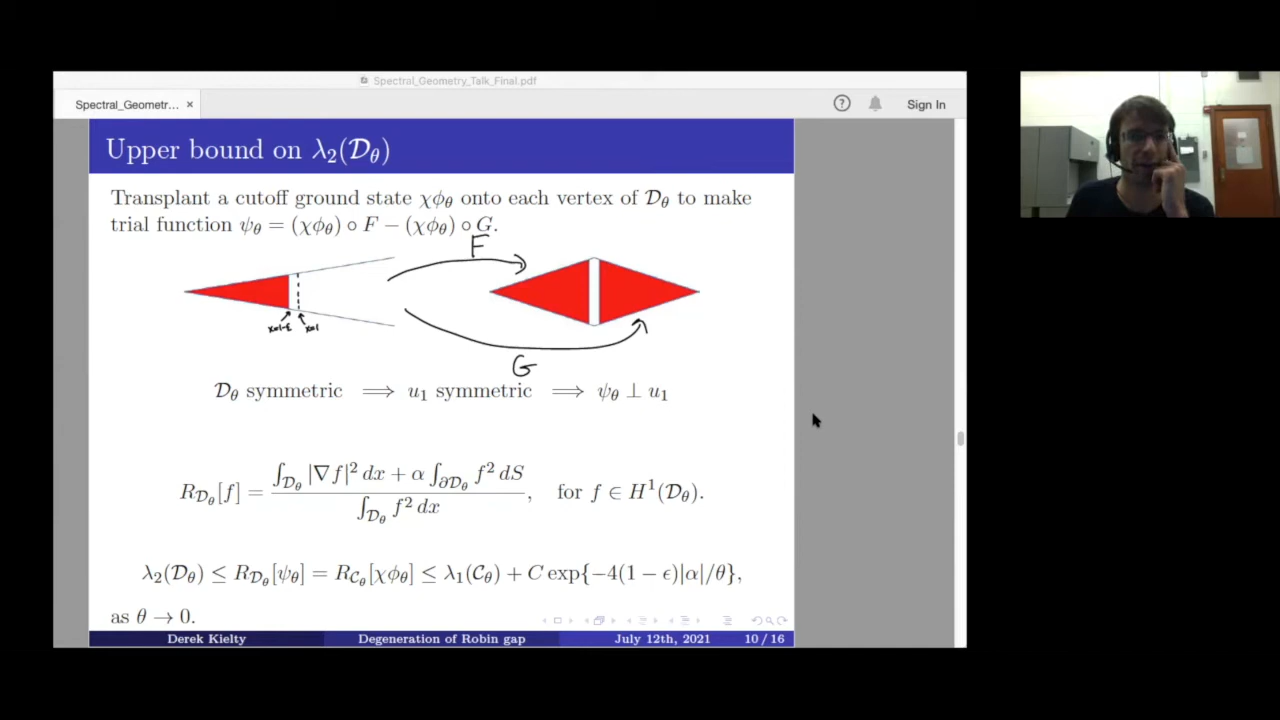 Spectral_Geometry_Talk_Final.pdf
Spectral_Geometr... ×
? Sign In
Upper bound on λ₂(𝒟_θ)
Transplant a cutoff ground state χϕ_θ onto each vertex of 𝒟_θ to make
trial function ψ_θ = (χϕ_θ) ∘ F − (χϕ_θ) ∘ G.
F
x=1-ε x=1
G
𝒟_θ symmetric ⟹ u₁ symmetric ⟹ ψ_θ ⊥ u₁
R_{𝒟_θ}[f] = \frac{∫_{𝒟_θ} |∇f|² dx + α ∫_{∂𝒟_θ} f² dS}{∫_{𝒟_θ} f² dx}, for f ∈ H¹(𝒟_θ).
λ₂(𝒟_θ) ≤ R_{𝒟_θ}[ψ_θ] = R_{𝒞_θ}[χϕ_θ] ≤ λ₁(𝒞_θ) + C exp{−4(1 − ϵ)|α|/θ},
as θ → 0.
Derek Kielty Degeneration of Robin gap July 12th, 2021 10 / 16